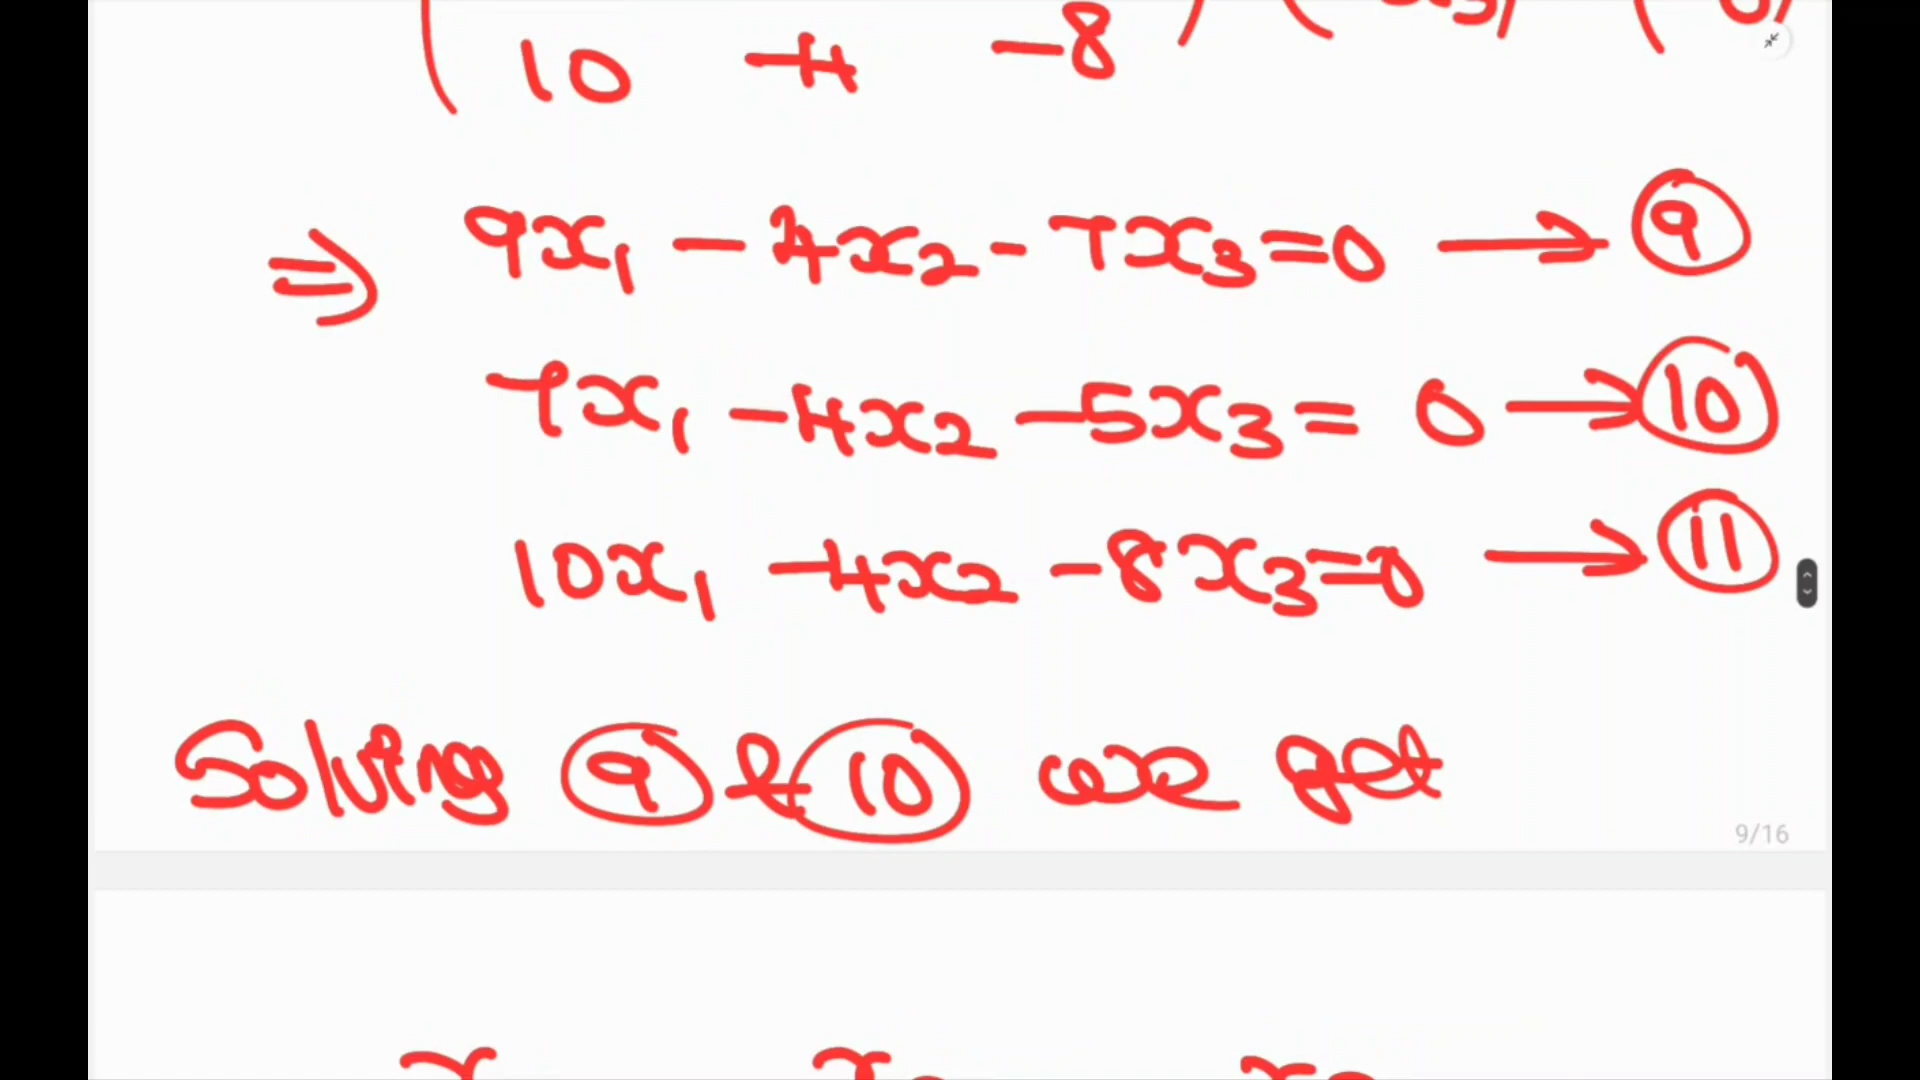 10 -4 -8
⇒ 9x₁ - 4x₂ - 7x₃ = 0 → 9
7x₁ - 4x₂ - 5x₃ = 0 → 10
10x₁ - 4x₂ - 8x₃ = 0 → 11
Solving 9 & 10 we get
9/16